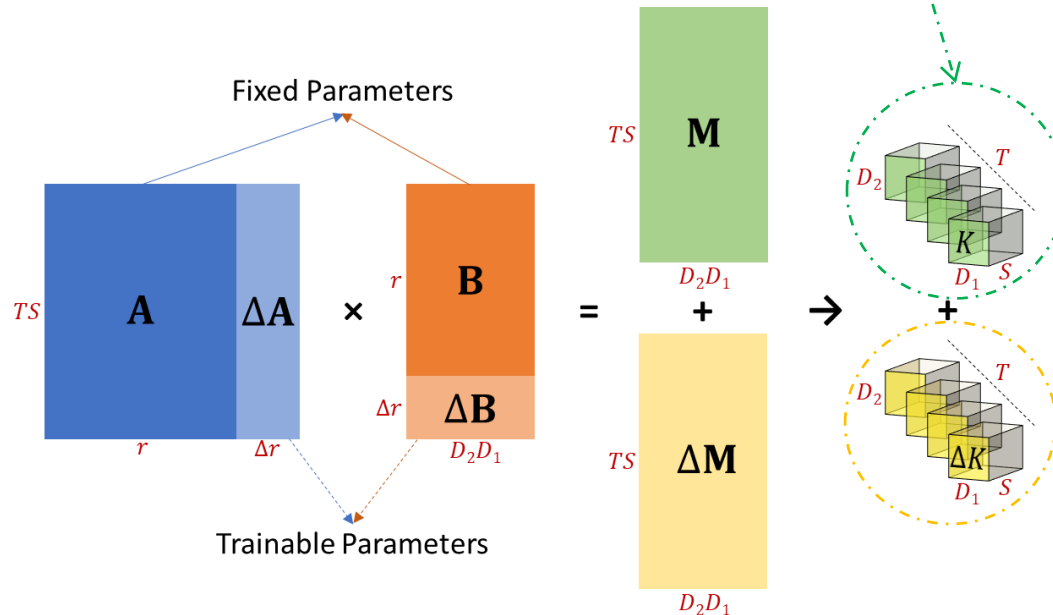 Fixed Parameters
TS
A
ΔA
r
Δr
×
r
B
Δr
ΔB
D₂D₁
Trainable Parameters
=
TS
M
D₂D₁
+
TS
ΔM
D₂D₁
→
D₂
T
K
D₁
S
+
D₂
T
ΔK
D₁
S